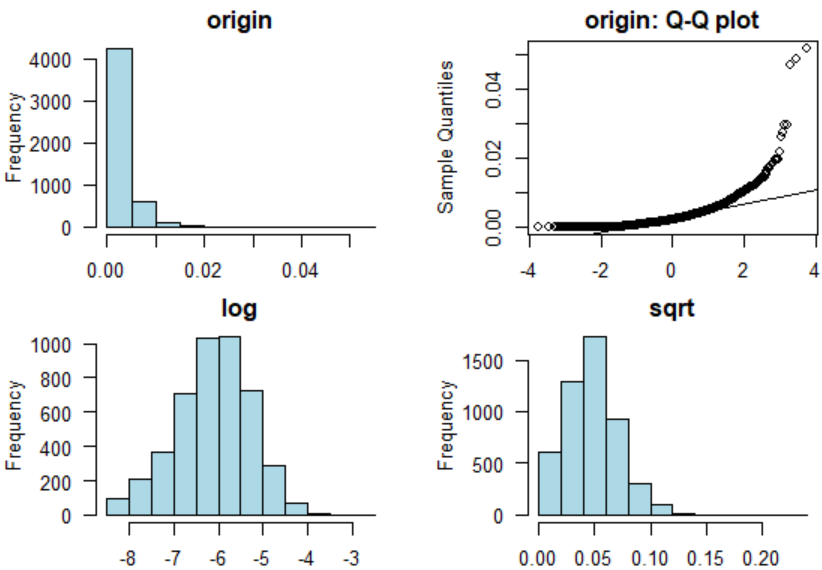 origin
Frequency
4000
3000
2000
1000
0
0.00 0.02 0.04
origin: Q-Q plot
Sample Quantiles
0.04
0.02
0.00
-4 -2 0 2 4
log
Frequency
1000
800
600
400
200
0
-8 -7 -6 -5 -4 -3
sqrt
Frequency
1500
1000
500
0
0.00 0.05 0.10 0.15 0.20